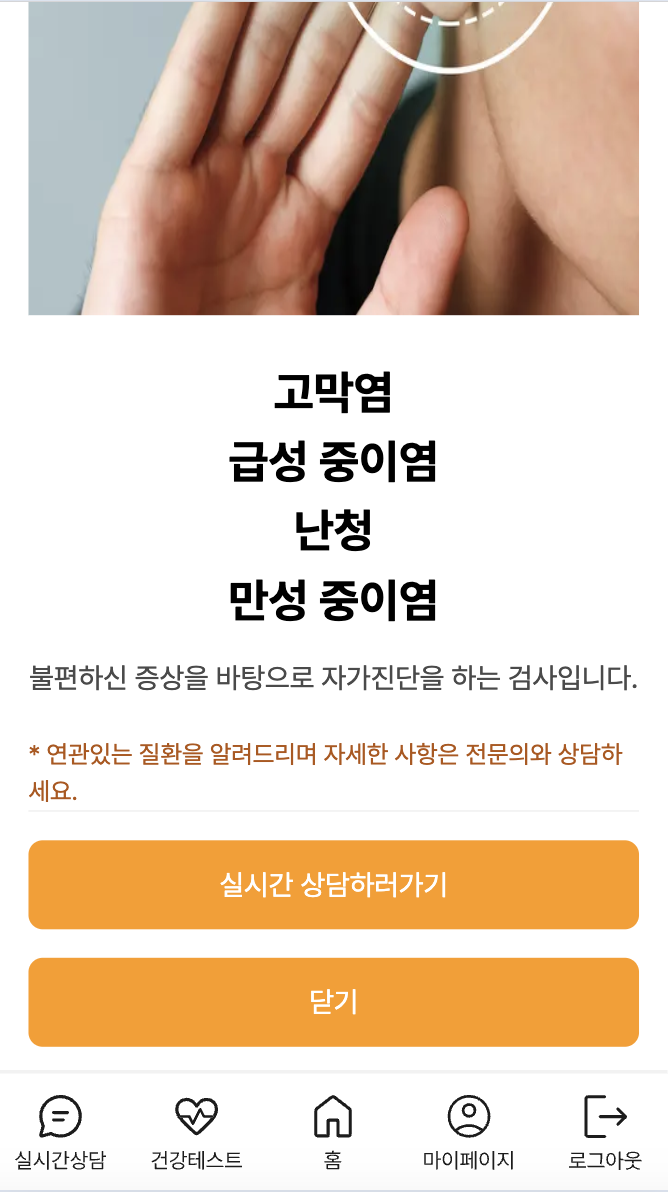 고막염
급성 중이염
난청
만성 중이염
불편하신 증상을 바탕으로 자가진단을 하는 검사입니다.
* 연관있는 질환을 알려드리며 자세한 사항은 전문의와 상담하
세요.
실시간 상담하러가기
닫기
실시간상담
건강테스트
홈
마이페이지
로그아웃